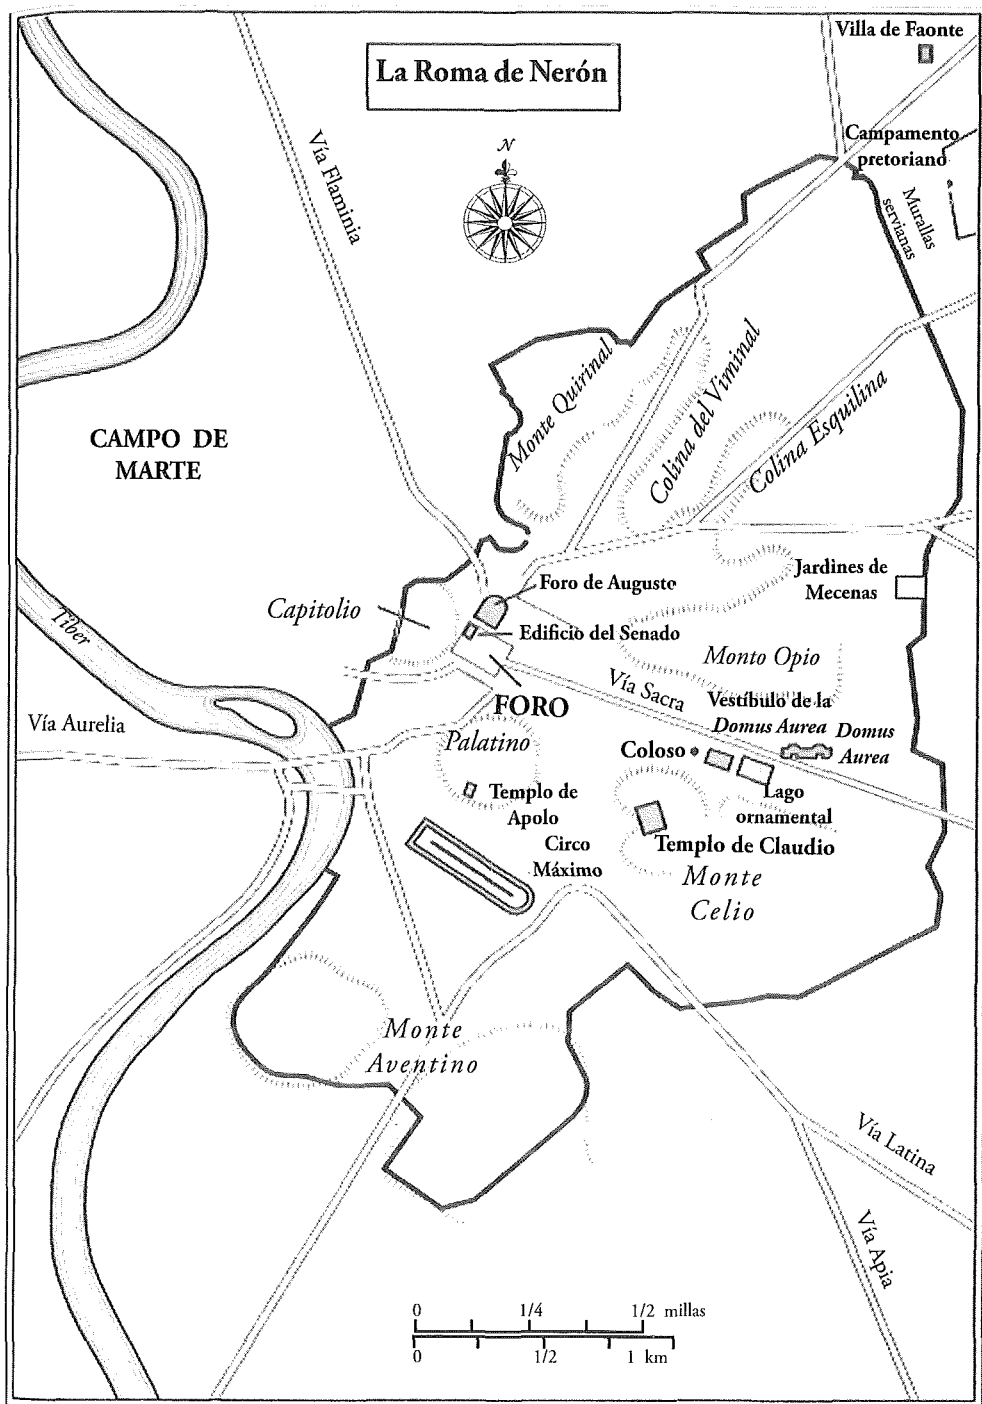 Villa de Faonte
La Roma de Nerón
N
Campamento
pretoriano
Vía Flaminia
Murallas
servianas
Monte Quirinal
Colina del Viminal
Colina Esquilina
CAMPO DE
MARTE
Jardines de
Mecenas
Foro de Augusto
Capitolio
Edificio del Senado
Tiber
Monto Opio
Vía Sacra
Vestíbulo de la
Domus Aurea
Domus
Aurea
FORO
Vía Aurelia
Palatino
Coloso
Lago
ornamental
Templo de
Apolo
Circo
Máximo
Templo de Claudio
Monte
Celio
Monte
Aventino
Vía Latina
Vía Apia
0 1/4 1/2 millas
0 1/2 1 km